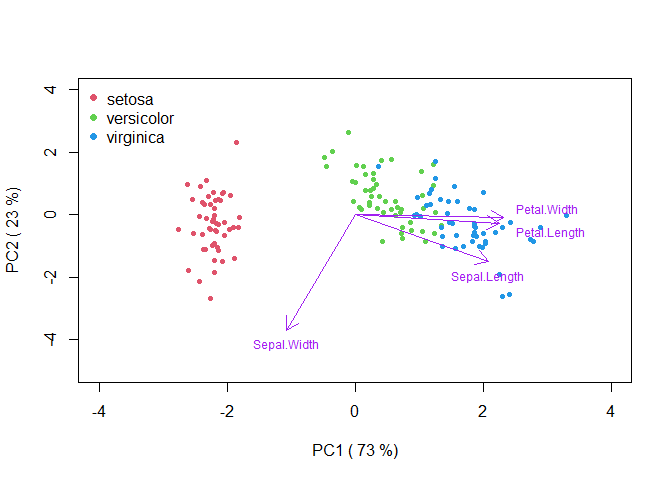 4
setosa
versicolor
virginica
2
Petal.Width
0
Petal.Length
Sepal.Length
-2
Sepal.Width
-4
PC2 ( 23 %)
-4
-2
0
2
4
PC1 ( 73 %)